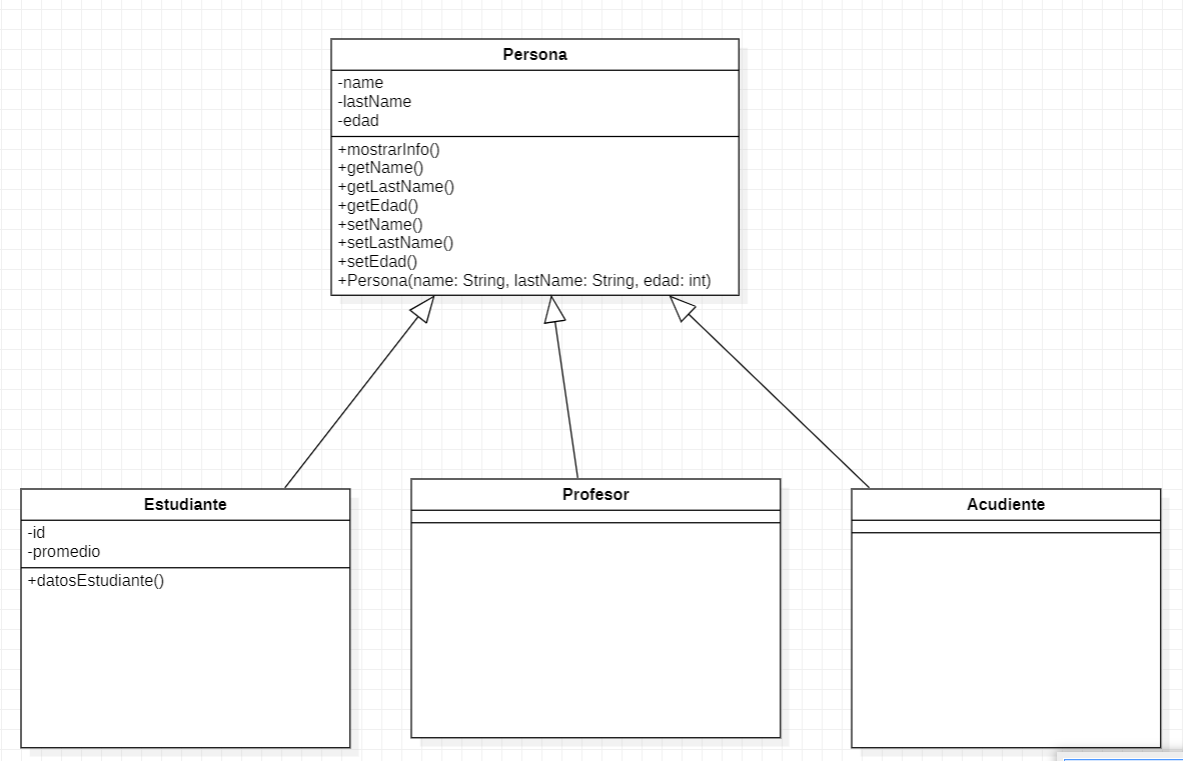 Persona
-name
-lastName
-edad
+mostrarInfo()
+getName()
+getLastName()
+getEdad()
+setName()
+setLastName()
+setEdad()
+Persona(name: String, lastName: String, edad: int)
Estudiante
-id
-promedio
+datosEstudiante()
Profesor
Acudiente